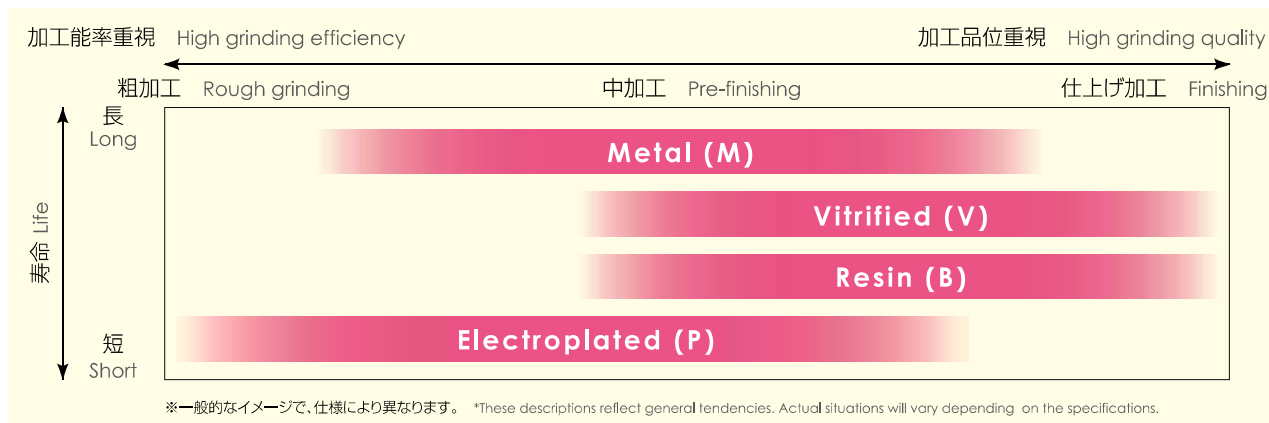 加工能率重視 High grinding efficiency
加工品位重視 High grinding quality
粗加工 Rough grinding
中加工 Pre-finishing
仕上げ加工 Finishing
長
Long
寿命 Life
短
Short
Metal (M)
Vitrified (V)
Resin (B)
Electroplated (P)
※一般的なイメージで、仕様により異なります。 *These descriptions reflect general tendencies. Actual situations will vary depending on the specifications.